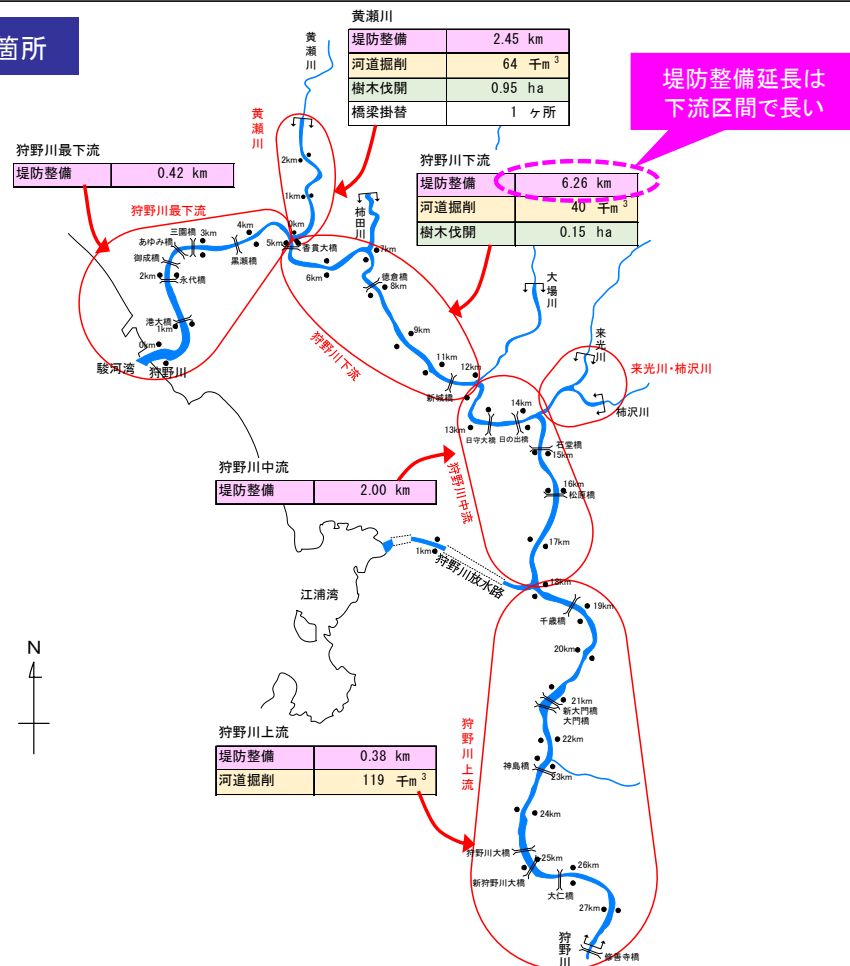 箇所
黄瀬川
堤防整備 2.45 km
河道掘削 64 千m³
樹木伐開 0.95 ha
橋梁掛替 1 ヶ所
黄瀬川
黄瀬川
堤防整備延長は
下流区間で長い
狩野川最下流
堤防整備 0.42 km
狩野川下流
堤防整備 6.26 km
河道掘削 40 千m³
樹木伐開 0.15 ha
2km
1km
0km
柿田川
狩野川最下流
三園橋
あゆみ橋
3km
4km
5km
香貫大橋
黒瀬橋
御成橋
2km
永代橋
港大橋
1km
0km
駿河湾
狩野川
6km
7km
徳倉橋
8km
9km
11km
12km
新城橋
狩野川下流
大場川
来光川
来光川・柿沢川
柿沢川
14km
13km
日守大橋
日の出橋
石堂橋
15km
16km
松原橋
17km
18km
狩野川中流
狩野川中流
堤防整備 2.00 km
1km
狩野川放水路
江浦湾
N
19km
千歳橋
20km
21km
新大門橋
大門橋
22km
神島橋
23km
24km
狩野川上流
狩野川上流
堤防整備 0.38 km
河道掘削 119 千m³
狩野川大橋
25km
新狩野川大橋
26km
大仁橋
27km
狩野川
修善寺橋